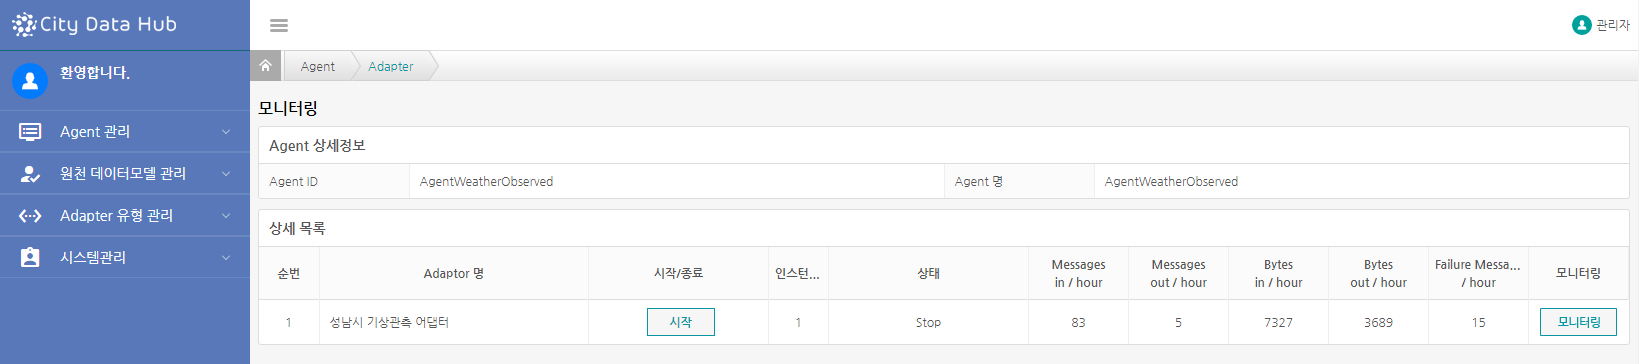 City Data Hub
관리자
환영합니다.
Agent
Adapter
Agent 관리
원천 데이터모델 관리
Adapter 유형 관리
시스템관리
모니터링
Agent 상세정보
Agent ID AgentWeatherObserved Agent 명 AgentWeatherObserved
상세 목록
순번 Adaptor 명 시작/종료 인스턴... 상태 Messages in / hour Messages out / hour Bytes in / hour Bytes out / hour Failure Messa... / hour 모니터링
1 성남시 기상관측 어댑터 시작 1 Stop 83 5 7327 3689 15 모니터링